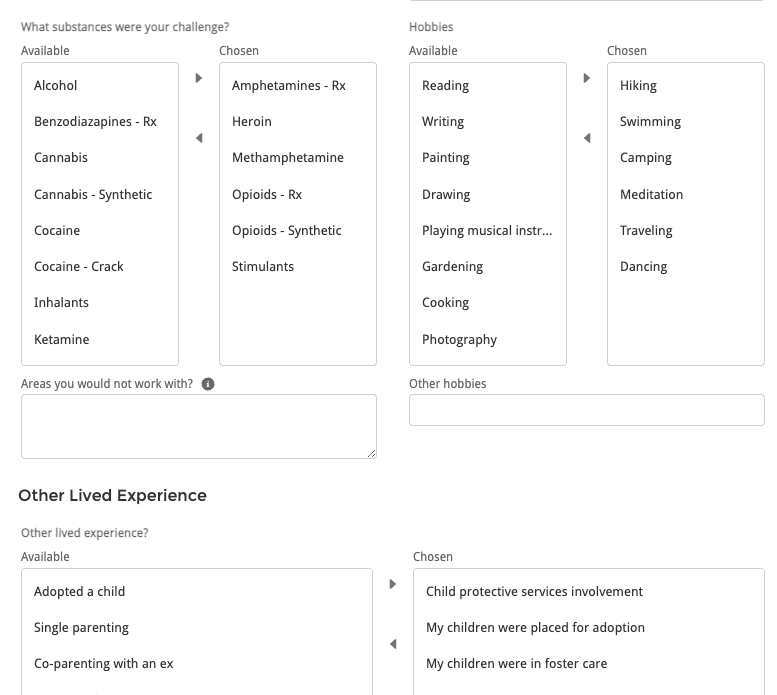 What substances were your challenge?
Available
Chosen
Alcohol
Benzodiazapines - Rx
Cannabis
Cannabis - Synthetic
Cocaine
Cocaine - Crack
Inhalants
Ketamine
Amphetamines - Rx
Heroin
Methamphetamine
Opioids - Rx
Opioids - Synthetic
Stimulants
Hobbies
Available
Chosen
Reading
Writing
Painting
Drawing
Playing musical instr...
Gardening
Cooking
Photography
Hiking
Swimming
Camping
Meditation
Traveling
Dancing
Areas you would not work with?
Other hobbies
Other Lived Experience
Other lived experience?
Available
Chosen
Adopted a child
Single parenting
Co-parenting with an ex
Child protective services involvement
My children were placed for adoption
My children were in foster care